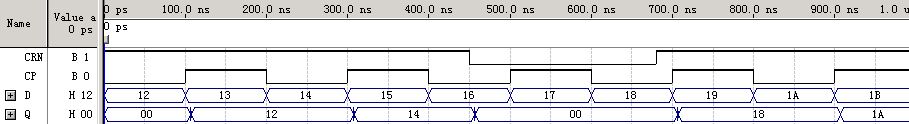 Name Value a 0 ps 0 ps 100.0 ns 200.0 ns 300.0 ns 400.0 ns 500.0 ns 600.0 ns 700.0 ns 800.0 ns 900.0 ns 1.0 u
0 ps
CRN B 1
CP B 0
D H 12 12 13 14 15 16 17 18 19 1A 1B
Q H 00 00 12 14 00 18 1A